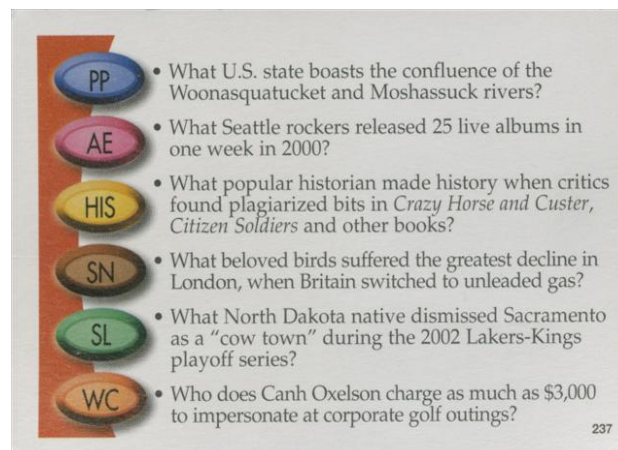 PP • What U.S. state boasts the confluence of the
Woonasquatucket and Moshassuck rivers?
AE • What Seattle rockers released 25 live albums in
one week in 2000?
HIS • What popular historian made history when critics
found plagiarized bits in Crazy Horse and Custer,
Citizen Soldiers and other books?
SN • What beloved birds suffered the greatest decline in
London, when Britain switched to unleaded gas?
SL • What North Dakota native dismissed Sacramento
as a “cow town” during the 2002 Lakers-Kings
playoff series?
WC • Who does Canh Oxelson charge as much as $3,000
to impersonate at corporate golf outings?
237